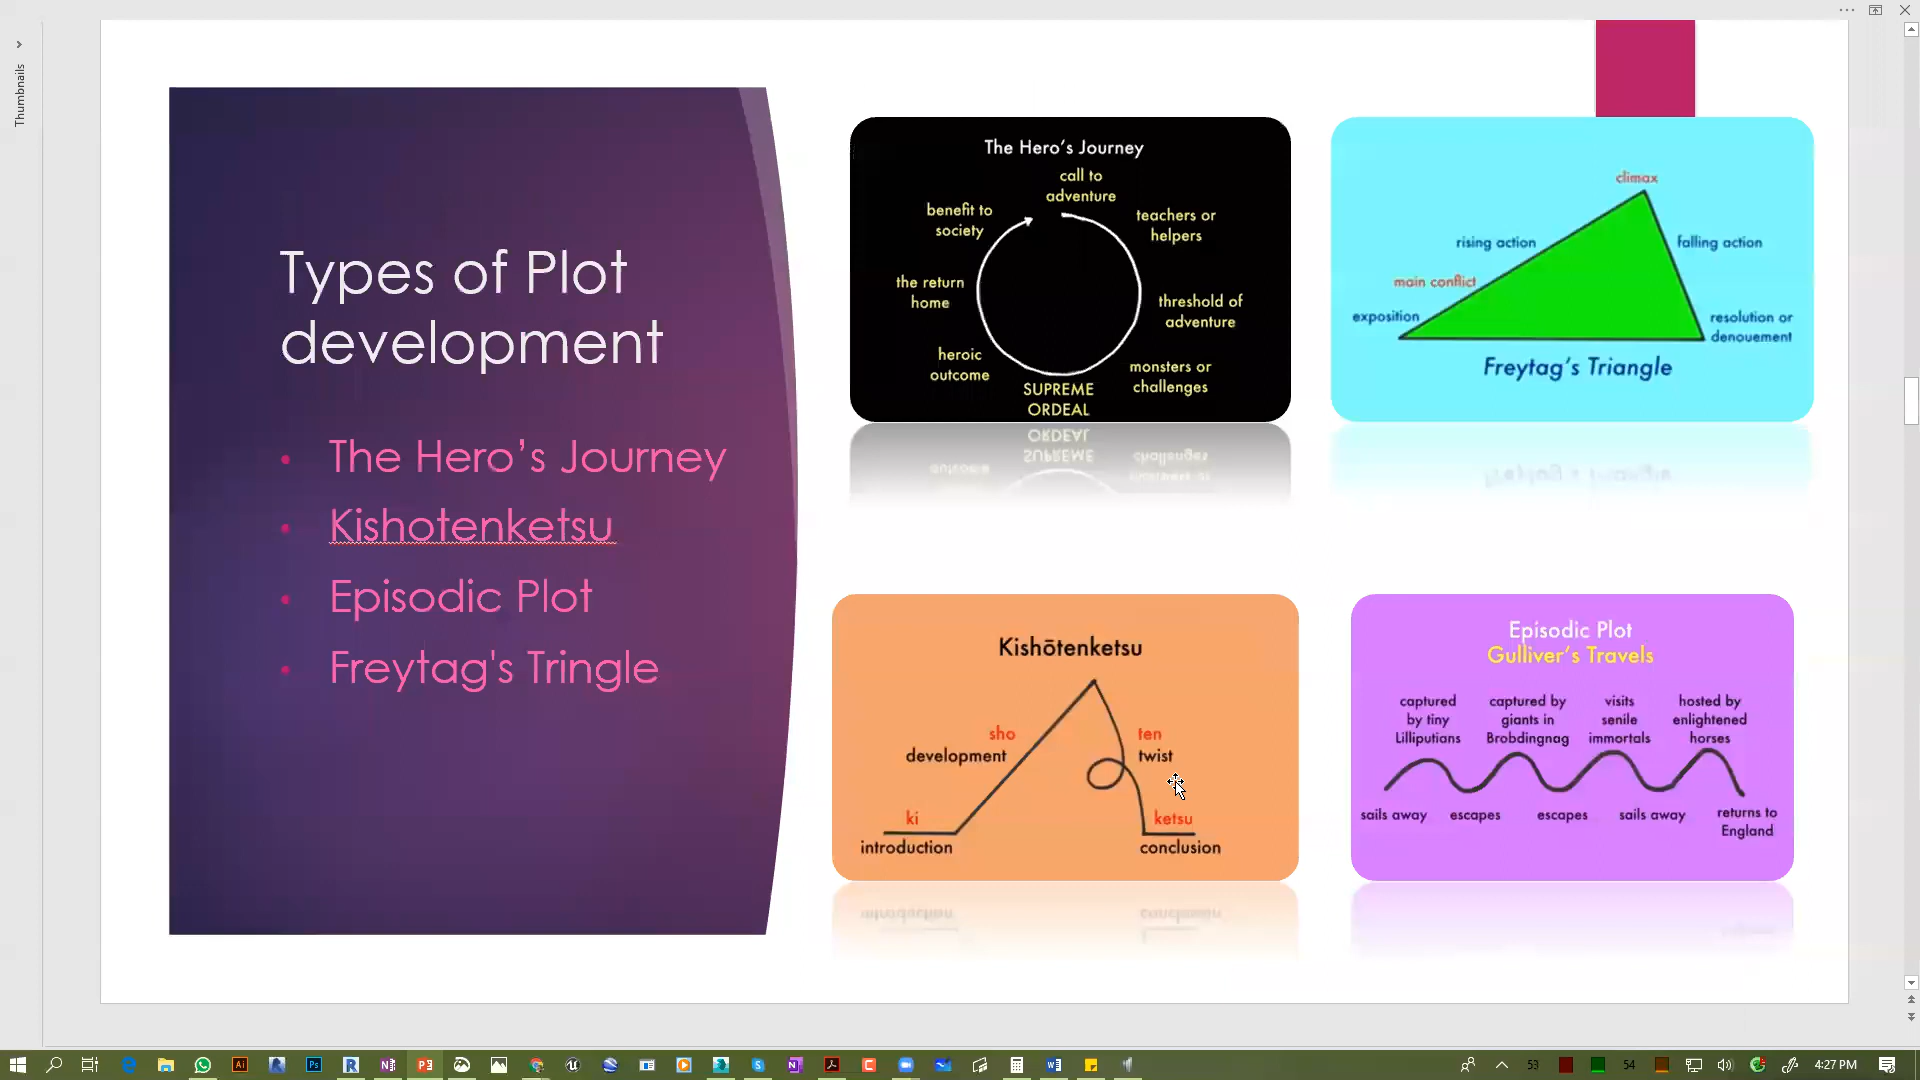 Thumbnails
Types of Plot
development
• The Hero’s Journey
• Kishotenketsu
• Episodic Plot
• Freytag's Tringle
The Hero’s Journey
call to
adventure
teachers or
helpers
threshold of
adventure
monsters or
challenges
SUPREME
ORDEAL
heroic
outcome
the return
home
benefit to
society
climax
rising action
falling action
main conflict
exposition
resolution or
denouement
Freytag’s Triangle
Kishōtenketsu
sho
development
ten
twist
ki
introduction
ketsu
conclusion
Episodic Plot
Gulliver’s Travels
captured
by tiny
Lilliputians
captured by
giants in
Brobdingnag
visits
senile
immortals
hosted by
enlightened
horses
sails away
escapes
escapes
sails away
returns to
England
53
54
4:27 PM